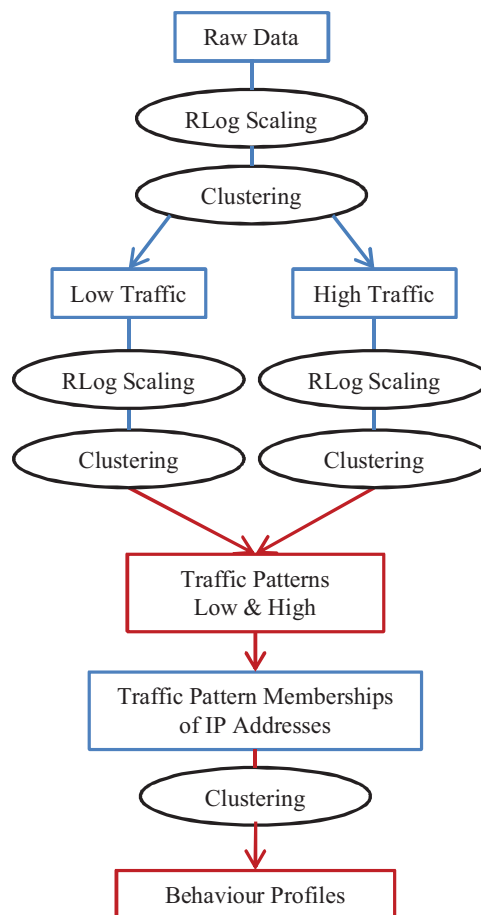 Raw Data
RLog Scaling
Clustering
Low Traffic
High Traffic
RLog Scaling
RLog Scaling
Clustering
Clustering
Traffic Patterns
Low & High
Traffic Pattern Memberships
of IP Addresses
Clustering
Behaviour Profiles